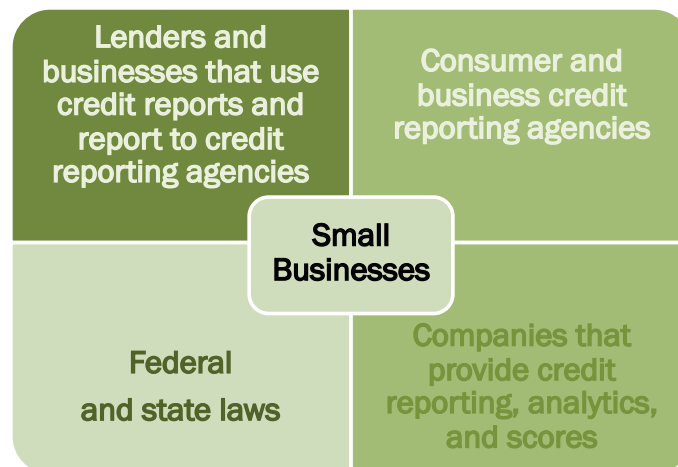 Lenders and
businesses that use
credit reports and
report to credit
reporting agencies
Consumer and
business credit
reporting agencies
Small
Businesses
Federal
and state laws
Companies that
provide credit
reporting, analytics,
and scores